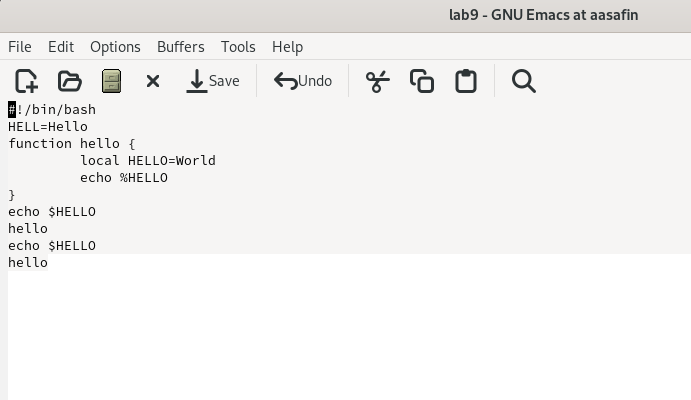 lab9 - GNU Emacs at aasafin
File Edit Options Buffers Tools Help
Save Undo
#!/bin/bash
HELL=Hello
function hello {
local HELLO=World
echo %HELLO
}
echo $HELLO
hello
echo $HELLO
hello